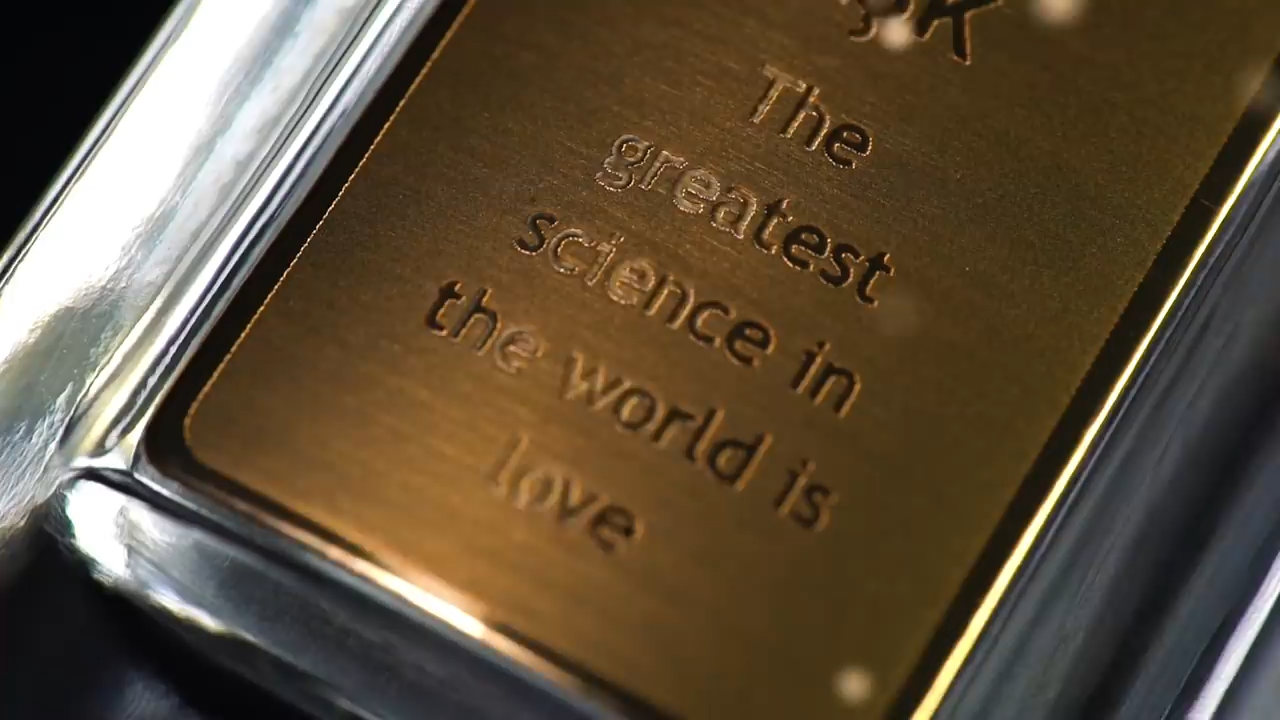 The
greatest
science in
the world is
love